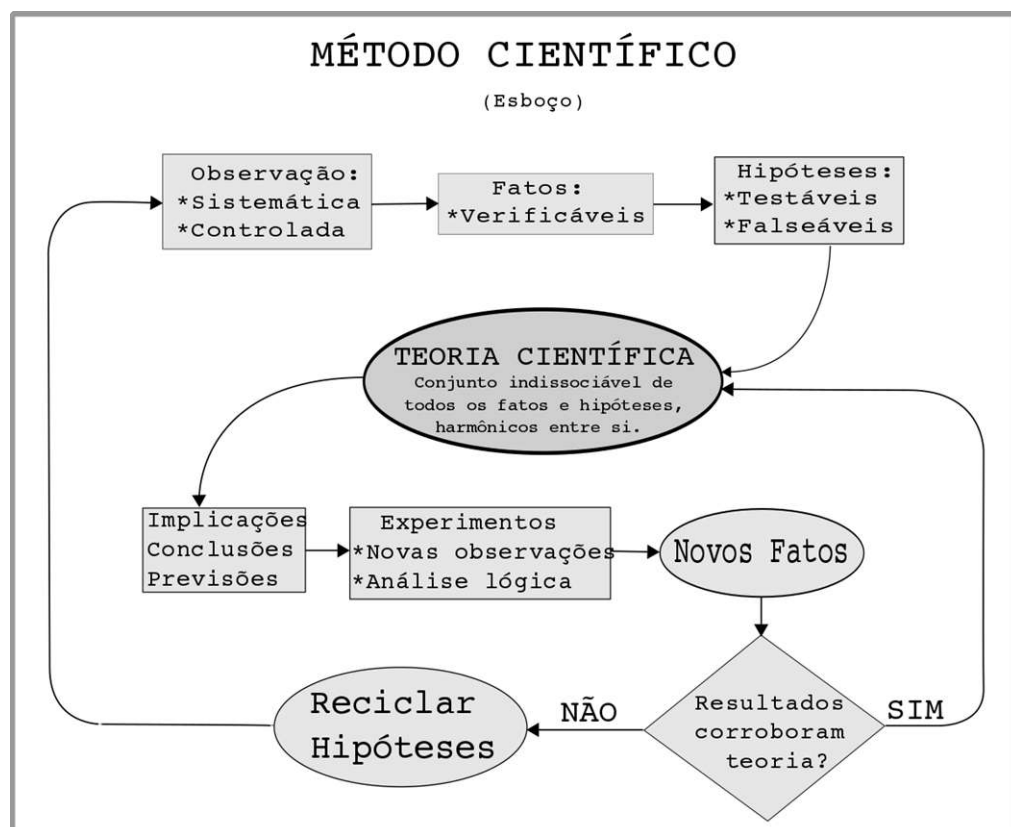 MÉTODO CIENTÍFICO
(Esboço)
Observação:
*Sistemática
*Controlada
Fatos:
*Verificáveis
Hipóteses:
*Testáveis
*Falseáveis
TEORIA CIENTÍFICA
Conjunto indissociável de
todos os fatos e hipóteses,
harmônicos entre si.
Implicações
Conclusões
Previsões
Experimentos
*Novas observações
*Análise lógica
Novos Fatos
Resultados
corroboram
teoria?
SIM
NÃO
Reciclar
Hipóteses